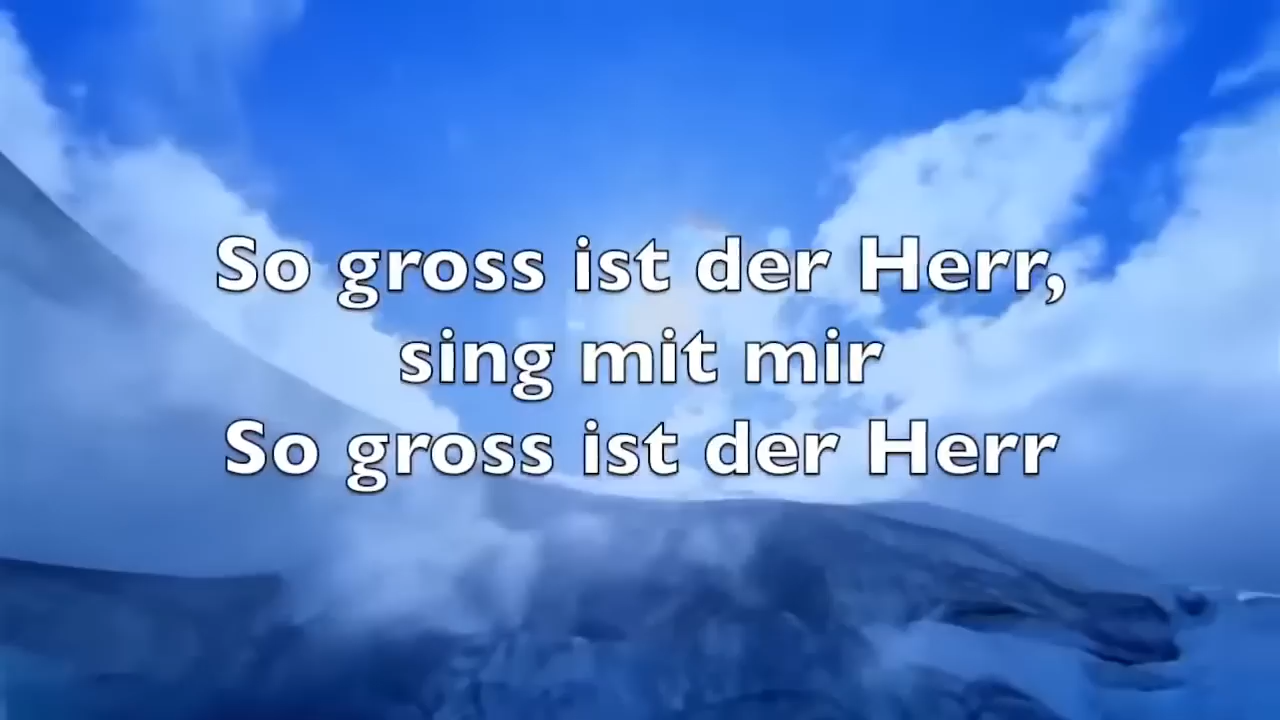 So gross ist der Herr,
sing mit mir
So gross ist der Herr